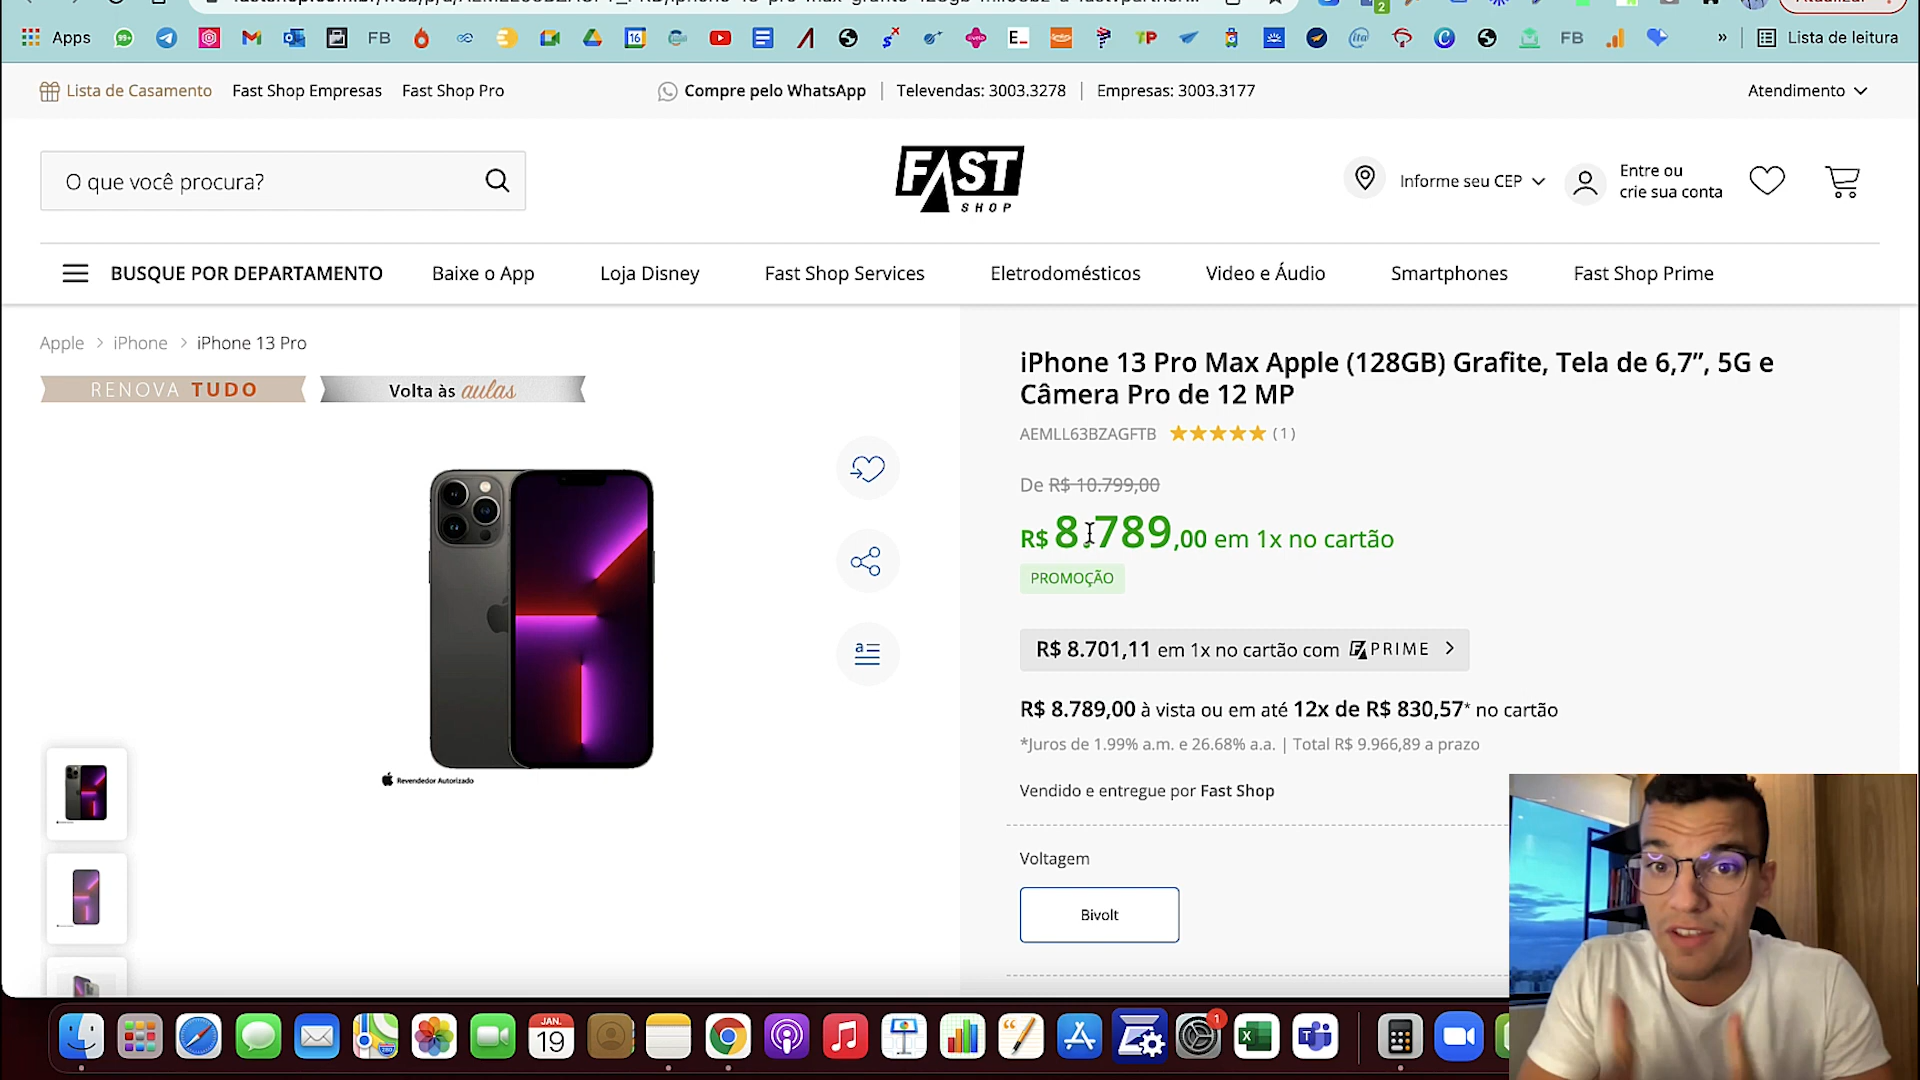 Apps
FB
FB
»
Lista de leitura
Lista de Casamento
Fast Shop Empresas
Fast Shop Pro
Compre pelo WhatsApp
Televendas: 3003.3278
Empresas: 3003.3177
Atendimento
O que você procura?
FAST
SHOP
Informe seu CEP
Entre ou
crie sua conta
BUSQUE POR DEPARTAMENTO
Baixe o App
Loja Disney
Fast Shop Services
Eletrodomésticos
Video e Áudio
Smartphones
Fast Shop Prime
Apple > iPhone > iPhone 13 Pro
RENOVA TUDO
Volta às aulas
Revendedor Autorizado
iPhone 13 Pro Max Apple (128GB) Grafite, Tela de 6,7”, 5G e
Câmera Pro de 12 MP
AEMLL63BZAGFTB
(1)
De R$ 10.799,00
R$ 8.789,00 em 1x no cartão
PROMOÇÃO
R$ 8.701,11 em 1x no cartão com PRIME
R$ 8.789,00 à vista ou em até 12x de R$ 830,57* no cartão
*Juros de 1.99% a.m. e 26.68% a.a. | Total R$ 9.966,89 a prazo
Vendido e entregue por Fast Shop
Voltagem
Bivolt
JAN.
19
1